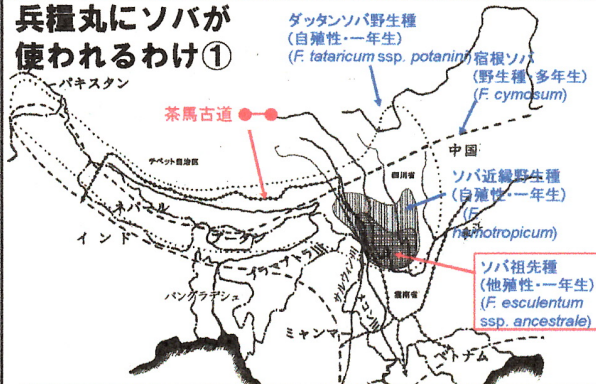 兵糧丸にソバが
使われるわけ①
ダッタンソバ野生種
(自殖性・一年生)
(F. tataricum ssp. potanini)
宿根ソバ
(野生種・多年生)
(F. cymosum)
パキスタン
茶馬古道
チベット自治区
四川省
中国
ソバ近縁野生種
(自殖性・一年生)
(F.
homotropicum)
ネパール
ブータン
インド
バングラデシュ
ソバ祖先種
(他殖性・一年生)
(F. esculentum
ssp. ancestrale)
雲南省
ミャンマー
ベトナム